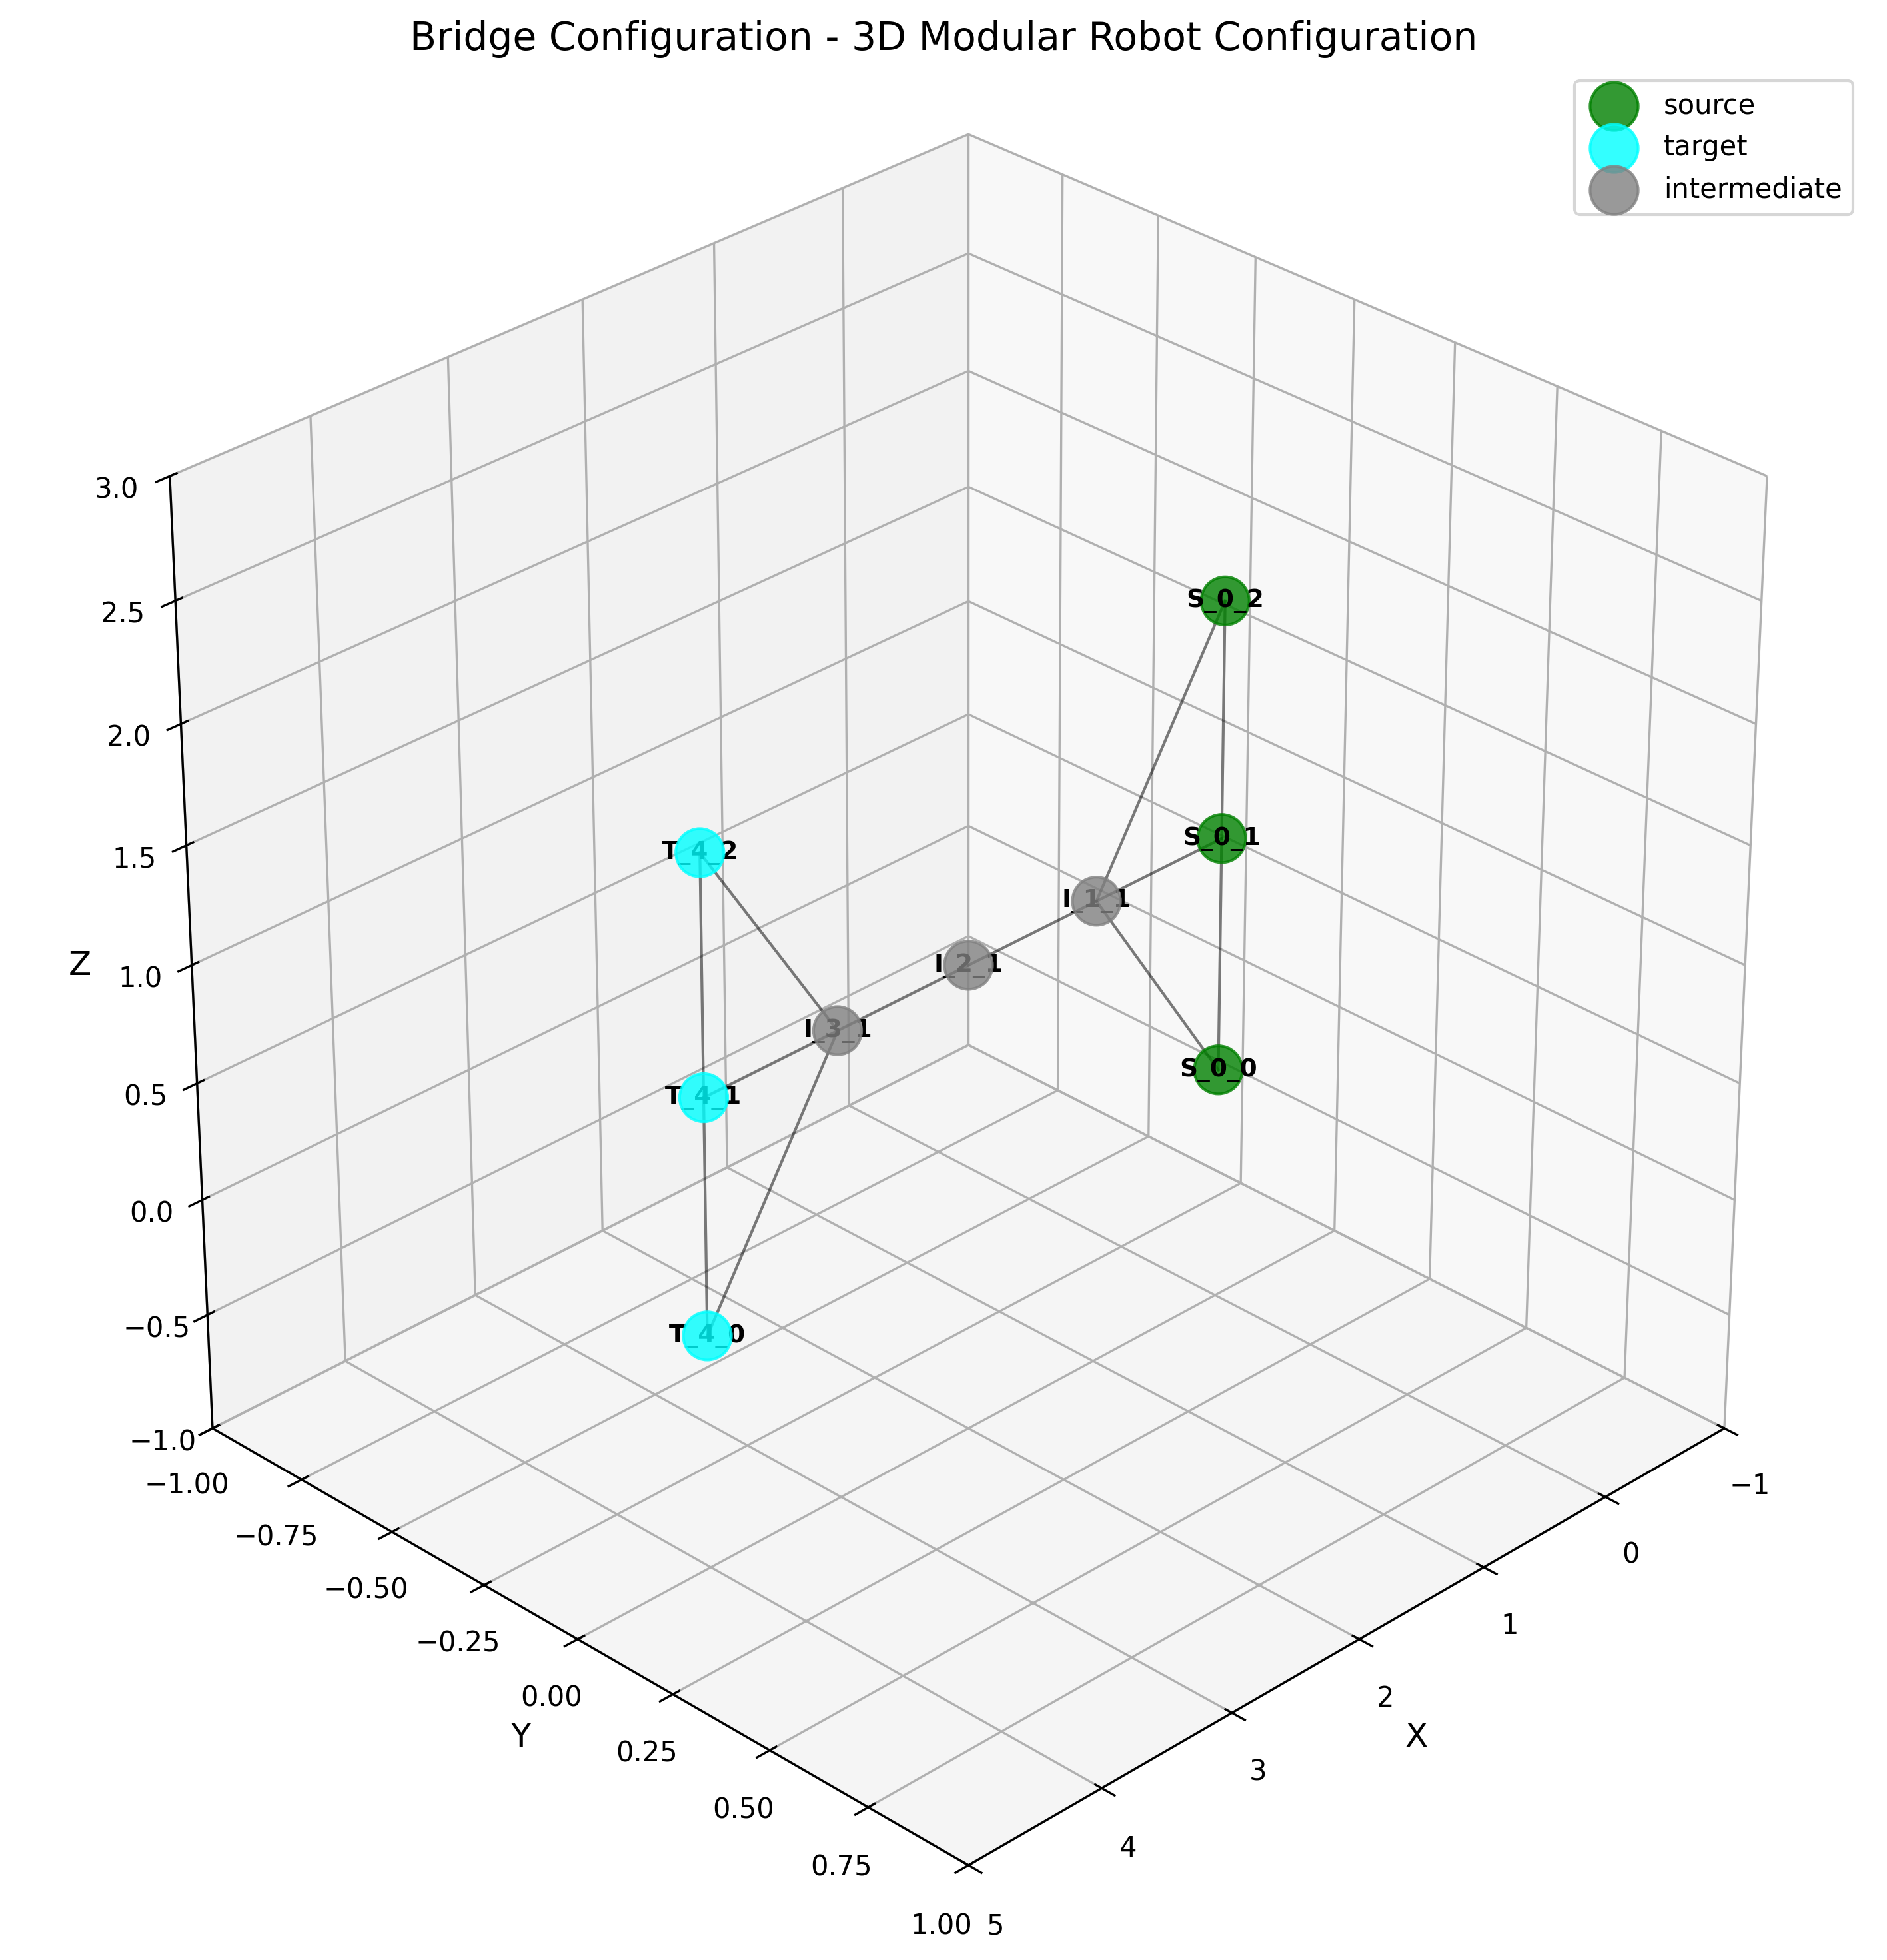 Bridge Configuration - 3D Modular Robot Configuration
source
target
intermediate
3.0
2.5
2.0
1.5
1.0
0.5
0.0
−0.5
−1.0
Z
S_0_2
S_0_1
S_0_0
I_1_1
I_2_1
I_3_1
T_4_2
T_4_1
T_4_0
−1.00
−0.75
−0.50
−0.25
0.00
0.25
0.50
0.75
1.00
Y
−1
0
1
2
3
4
5
X